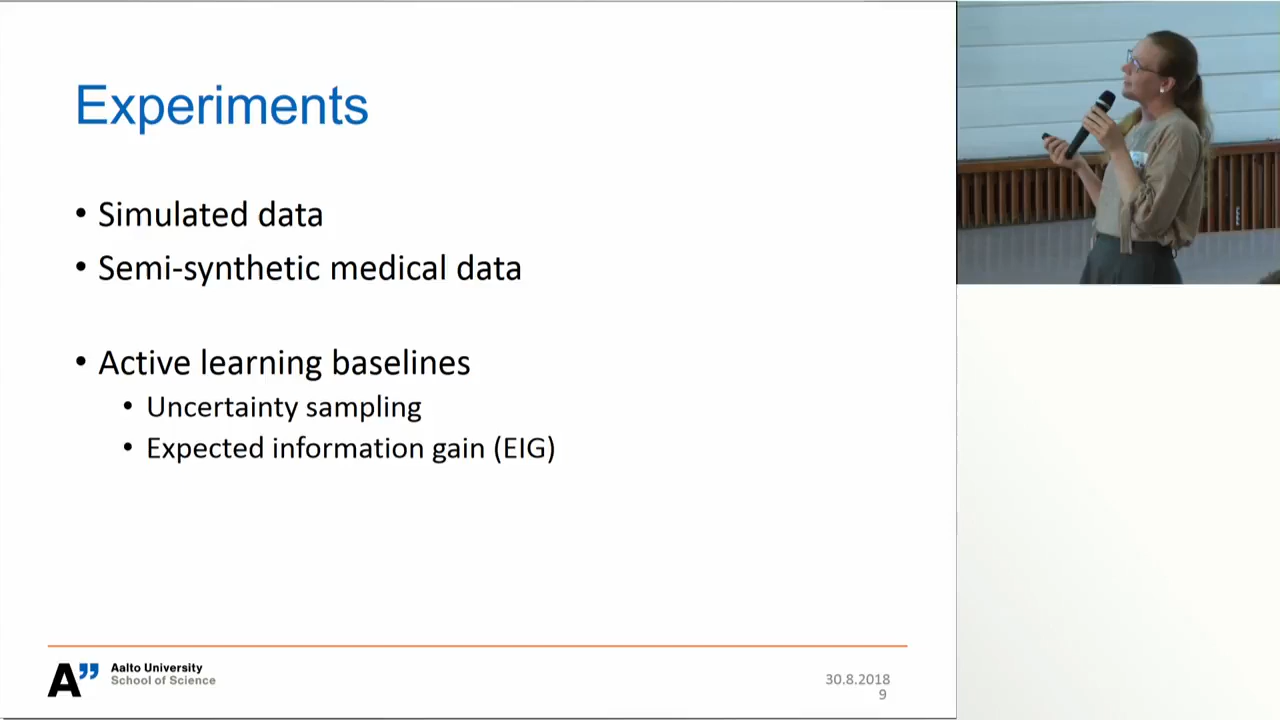 Experiments
• Simulated data
• Semi-synthetic medical data
• Active learning baselines
• Uncertainty sampling
• Expected information gain (EIG)
A”
Aalto University
School of Science
30.8.2018
9